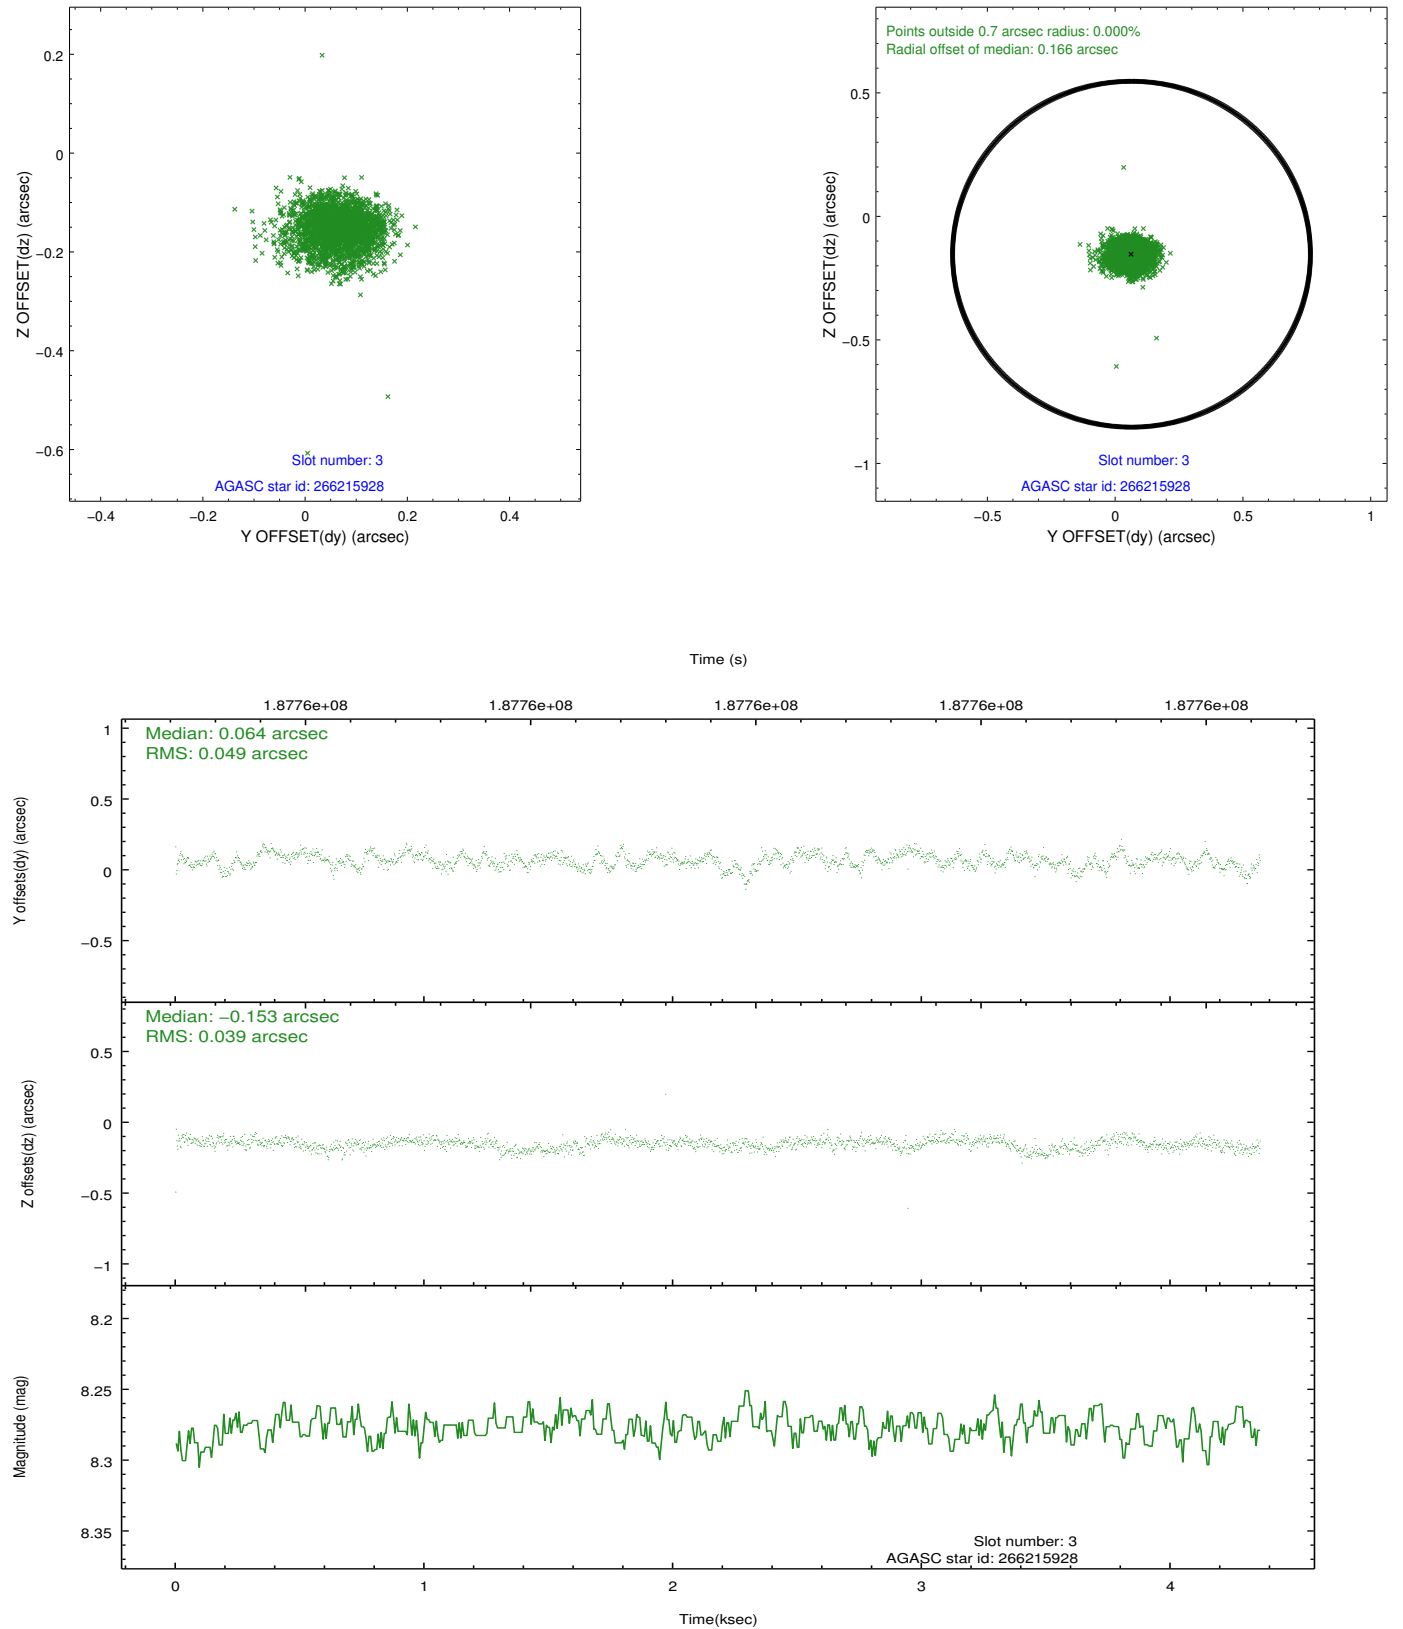 0.2
0
−0.2
−0.4
−0.6
Z OFFSET(dz) (arcsec)
Slot number: 3
AGASC star id: 266215928
−0.4 −0.2 0 0.2 0.4
Y OFFSET(dy) (arcsec)
Points outside 0.7 arcsec radius: 0.000%
Radial offset of median: 0.166 arcsec
0.5
0
−0.5
−1
Z OFFSET(dz) (arcsec)
Slot number: 3
AGASC star id: 266215928
−0.5 0 0.5 1
Y OFFSET(dy) (arcsec)
Time (s)
1.8776e+08 1.8776e+08 1.8776e+08 1.8776e+08 1.8776e+08
Median: 0.064 arcsec
RMS: 0.049 arcsec
1
0.5
0
−0.5
Y offsets(dy) (arcsec)
Median: −0.153 arcsec
RMS: 0.039 arcsec
0.5
0
−0.5
−1
Z offsets(dz) (arcsec)
8.2
8.25
8.3
8.35
Magnitude (mag)
Slot number: 3
AGASC star id: 266215928
0 1 2 3 4
Time(ksec)